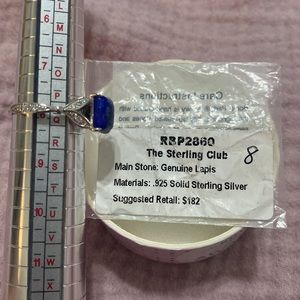 .6
L
M
N
.7
O
P
.8
Q
R
S
.9
T
.10
U
V
W
.11
X
Care Instructions
RBP2860
The Sterling Club
8
Main Stone: Genuine Lapis
Materials: .925 Solid Sterling Silver
Suggested Retail: $182